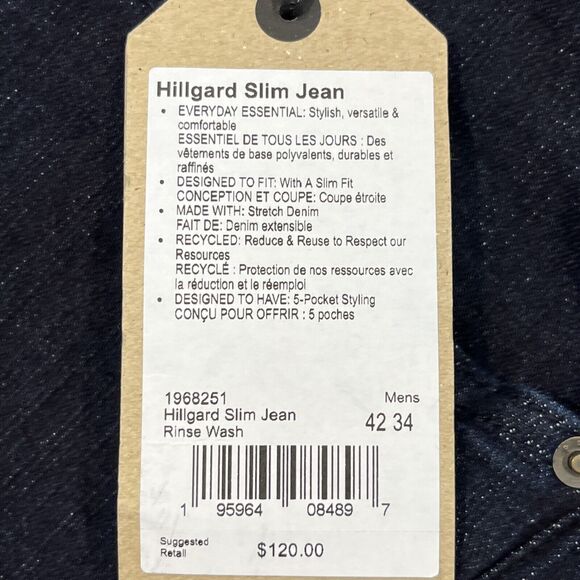 Hillgard Slim Jean
• EVERYDAY ESSENTIAL: Stylish, versatile &
comfortable
ESSENTIEL DE TOUS LES JOURS : Des
vêtements de base polyvalents, durables et
raffinés
• DESIGNED TO FIT: With A Slim Fit
CONCEPTION ET COUPE: Coupe étroite
• MADE WITH: Stretch Denim
FAIT DE: Denim extensible
• RECYCLED: Reduce & Reuse to Respect our
Resources
RECYCLÉ : Protection de nos ressources avec
la réduction et le réemploi
• DESIGNED TO HAVE: 5-Pocket Styling
CONÇU POUR OFFRIR : 5 poches
1968251 Mens
Hillgard Slim Jean 42 34
Rinse Wash
1 95964 08489 7
Suggested
Retail $120.00